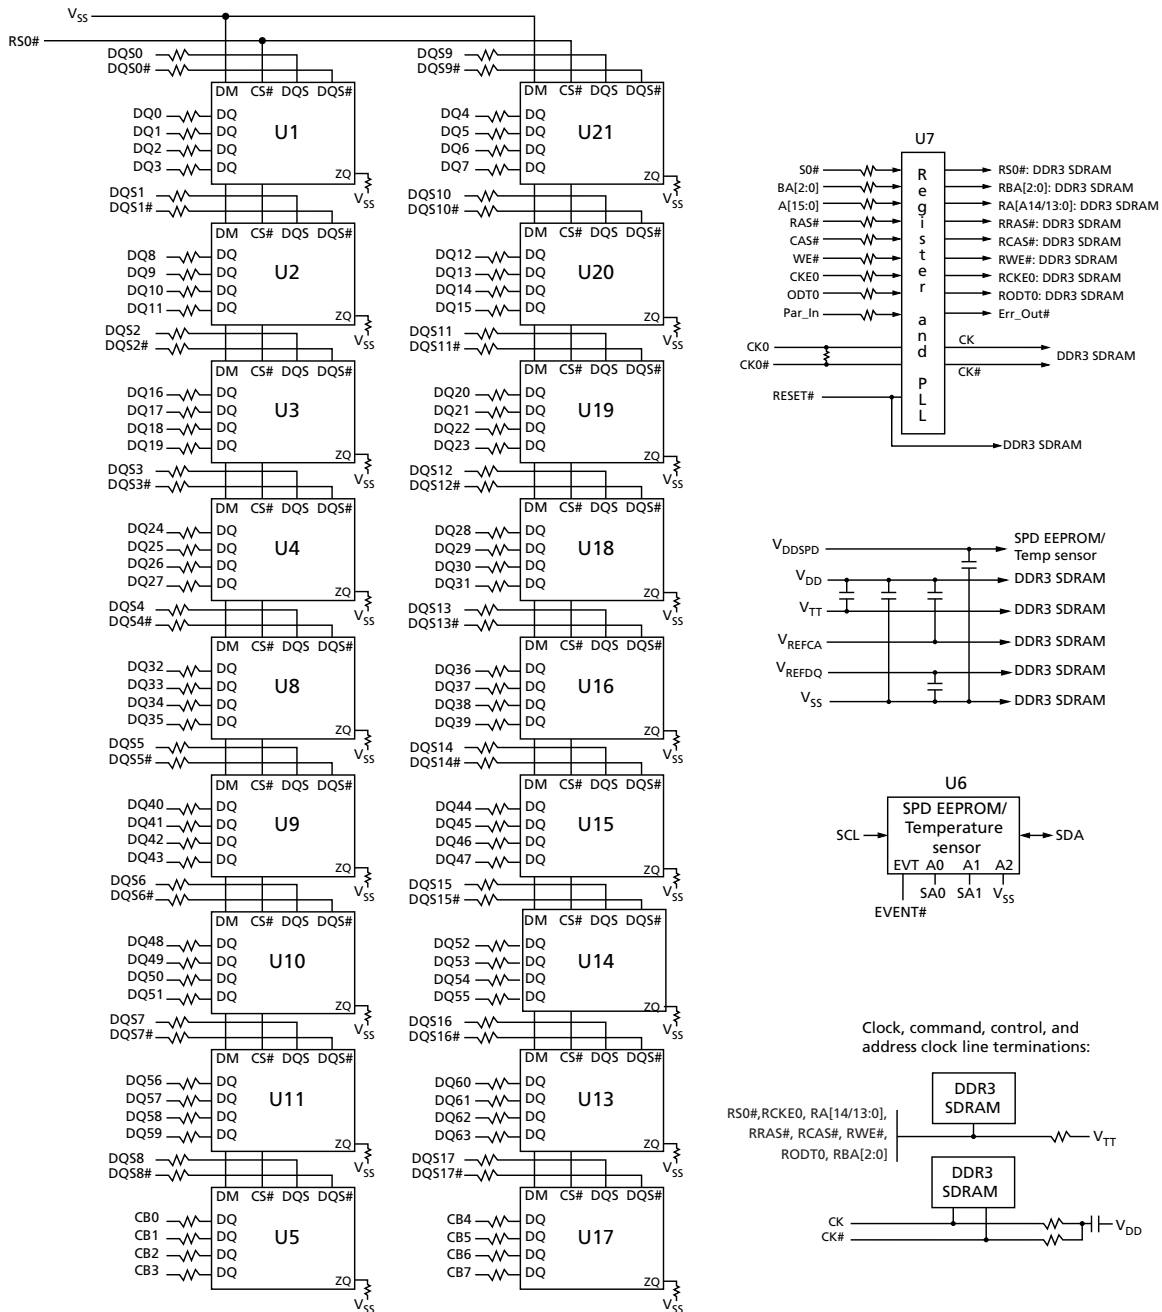 VSS
RS0#
DQS0
DQS0#
DM CS# DQS DQS#
DQ0 DQ
DQ1 DQ
DQ2 DQ
DQ3 DQ
U1
ZQ
VSS
DQS1
DQS1#
DM CS# DQS DQS#
DQ8 DQ
DQ9 DQ
DQ10 DQ
DQ11 DQ
U2
ZQ
VSS
DQS2
DQS2#
DM CS# DQS DQS#
DQ16 DQ
DQ17 DQ
DQ18 DQ
DQ19 DQ
U3
ZQ
VSS
DQS3
DQS3#
DM CS# DQS DQS#
DQ24 DQ
DQ25 DQ
DQ26 DQ
DQ27 DQ
U4
ZQ
VSS
DQS4
DQS4#
DM CS# DQS DQS#
DQ32 DQ
DQ33 DQ
DQ34 DQ
DQ35 DQ
U8
ZQ
VSS
DQS5
DQS5#
DM CS# DQS DQS#
DQ40 DQ
DQ41 DQ
DQ42 DQ
DQ43 DQ
U9
ZQ
VSS
DQS6
DQS6#
DM CS# DQS DQS#
DQ48 DQ
DQ49 DQ
DQ50 DQ
DQ51 DQ
U10
ZQ
VSS
DQS7
DQS7#
DM CS# DQS DQS#
DQ56 DQ
DQ57 DQ
DQ58 DQ
DQ59 DQ
U11
ZQ
VSS
DQS8
DQS8#
DM CS# DQS DQS#
CB0 DQ
CB1 DQ
CB2 DQ
CB3 DQ
U5
ZQ
VSS
DQS9
DQS9#
DM CS# DQS DQS#
DQ4 DQ
DQ5 DQ
DQ6 DQ
DQ7 DQ
U21
ZQ
VSS
DQS10
DQS10#
DM CS# DQS DQS#
DQ12 DQ
DQ13 DQ
DQ14 DQ
DQ15 DQ
U20
ZQ
VSS
DQS11
DQS11#
DM CS# DQS DQS#
DQ20 DQ
DQ21 DQ
DQ22 DQ
DQ23 DQ
U19
ZQ
VSS
DQS12
DQS12#
DM CS# DQS DQS#
DQ28 DQ
DQ29 DQ
DQ30 DQ
DQ31 DQ
U18
ZQ
VSS
DQS13
DQS13#
DM CS# DQS DQS#
DQ36 DQ
DQ37 DQ
DQ38 DQ
DQ39 DQ
U16
ZQ
VSS
DQS14
DQS14#
DM CS# DQS DQS#
DQ44 DQ
DQ45 DQ
DQ46 DQ
DQ47 DQ
U15
ZQ
VSS
DQS15
DQS15#
DM CS# DQS DQS#
DQ52 DQ
DQ53 DQ
DQ54 DQ
DQ55 DQ
U14
ZQ
VSS
DQS16
DQS16#
DM CS# DQS DQS#
DQ60 DQ
DQ61 DQ
DQ62 DQ
DQ63 DQ
U13
ZQ
VSS
DQS17
DQS17#
DM CS# DQS DQS#
CB4 DQ
CB5 DQ
CB6 DQ
CB7 DQ
U17
ZQ
VSS
U7
Register and PLL
S0# RS0#: DDR3 SDRAM
BA[2:0] RBA[2:0]: DDR3 SDRAM
A[15:0] RA[A14/13:0]: DDR3 SDRAM
RAS# RRAS#: DDR3 SDRAM
CAS# RCAS#: DDR3 SDRAM
WE# RWE#: DDR3 SDRAM
CKE0 RCKE0: DDR3 SDRAM
ODT0 RODT0: DDR3 SDRAM
Par_In Err_Out#
CK0 CK
DDR3 SDRAM
CK0# CK#
RESET#
DDR3 SDRAM
VDDSPD SPD EEPROM/
Temp sensor
VDD DDR3 SDRAM
VTT DDR3 SDRAM
VREFCA DDR3 SDRAM
VREFDQ DDR3 SDRAM
VSS DDR3 SDRAM
U6
SPD EEPROM/
Temperature
sensor
SCL SDA
EVT A0 A1 A2
SA0 SA1 VSS
EVENT#
Clock, command, control, and
address clock line terminations:
DDR3
SDRAM
RS0#,RCKE0, RA[14/13:0],
RRAS#, RCAS#, RWE#,
RODT0, RBA[2:0]
VTT
DDR3
SDRAM
CK
CK#
VDD